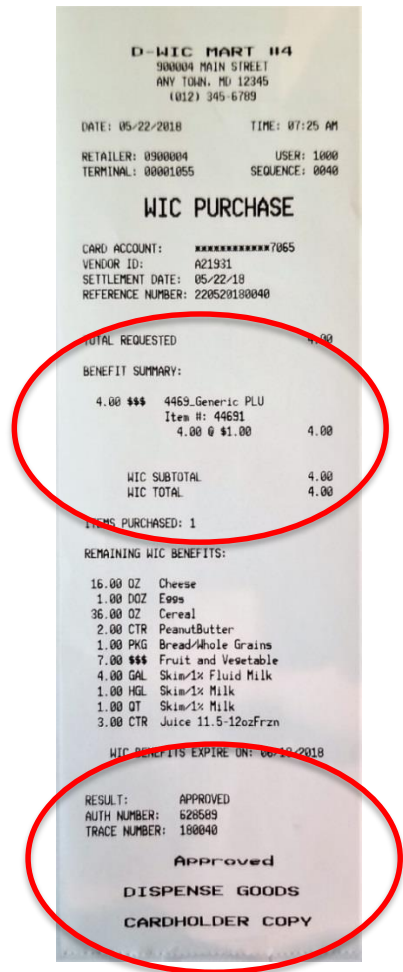 D-WIC MART 114
900004 MAIN STREET
ANY TOWN, MD 12345
(012) 345-6789
DATE: 05/22/2018 TIME: 07:25 AM
RETAILER: 0900004 USER: 1000
TERMINAL: 00001055 SEQUENCE: 0040
WIC PURCHASE
CARD ACCOUNT: ************7065
VENDOR ID: A21931
SETTLEMENT DATE: 05/22/18
REFERENCE NUMBER: 220520180040
TOTAL REQUESTED 4.00
BENEFIT SUMMARY:
4.00 $$$ 4469_Generic PLU
Item #: 44691
4.00 @ $1.00 4.00
WIC SUBTOTAL 4.00
WIC TOTAL 4.00
ITEMS PURCHASED: 1
REMAINING WIC BENEFITS:
16.00 OZ Cheese
1.00 DOZ Eggs
36.00 OZ Cereal
2.00 CTR PeanutButter
1.00 PKG Bread/Whole Grains
7.00 $$$ Fruit and Vegetable
4.00 GAL Skim/1% Fluid Milk
1.00 HGL Skim/1% Milk
1.00 QT Skim/1% Milk
3.00 CTR Juice 11.5-12ozFrzn
WIC BENEFITS EXPIRE ON: 06/18/2018
RESULT: APPROVED
AUTH NUMBER: 628589
TRACE NUMBER: 180040
Approved
DISPENSE GOODS
CARDHOLDER COPY